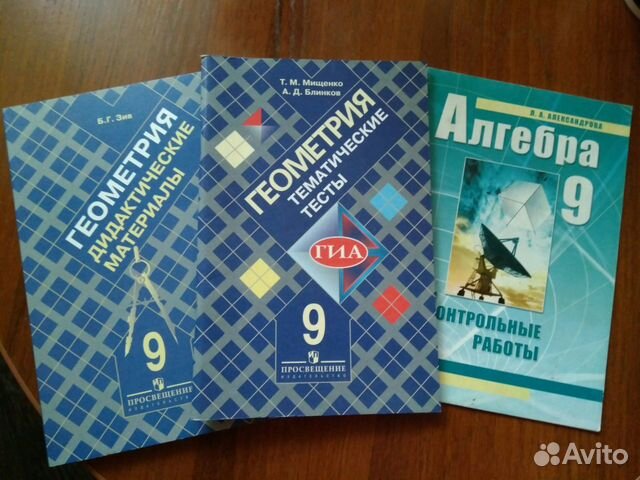 Б.Г. Зив
ГЕОМЕТРИЯ
ДИДАКТИЧЕСКИЕ
МАТЕРИАЛЫ
9
ПРОСВЕЩЕНИЕ
ИЗДАТЕЛЬСТВО
Т. М. Мищенко
А. Д. Блинков
ГЕОМЕТРИЯ
ТЕМАТИЧЕСКИЕ
ТЕСТЫ
ГИА
9
ПРОСВЕЩЕНИЕ
ИЗДАТЕЛЬСТВО
Л. А. АЛЕКСАНДРОВА
Алгебра
9
ОНТРОЛЬНЫЕ
РАБОТЫ
Avito